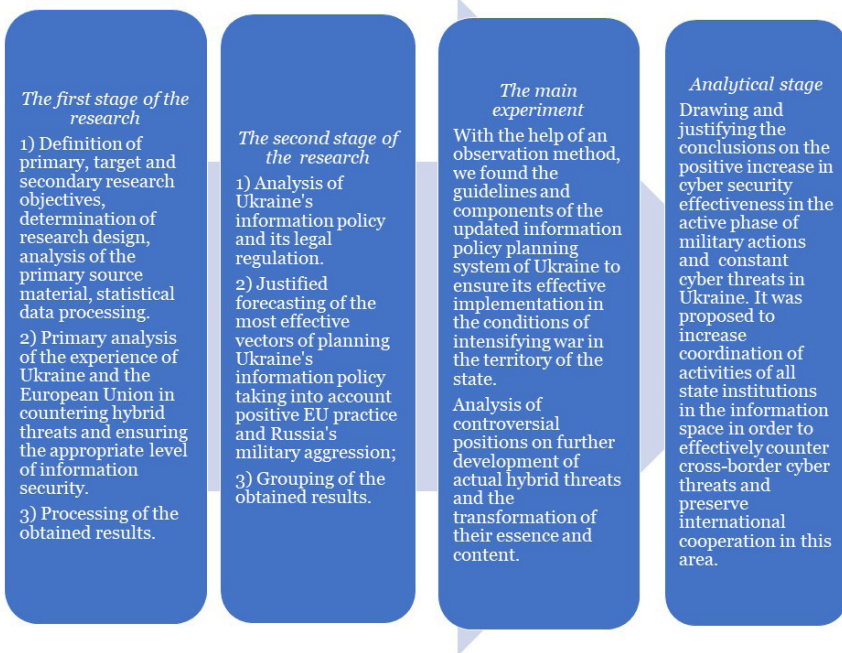 The first stage of the
research
1) Definition of
primary, target and
secondary research
objectives,
determination of
research design,
analysis of the
primary source
material, statistical
data processing.
2) Primary analysis
of the experience of
Ukraine and the
European Union in
countering hybrid
threats and ensuring
the appropriate level
of information
security.
3) Processing of the
obtained results.
The second stage of
the research
1) Analysis of
Ukraine's
information policy
and its legal
regulation.
2) Justified
forecasting of the
most effective
vectors of planning
Ukraine's
information policy
taking into account
positive EU practice
and Russia's
military aggression;
3) Grouping of the
obtained results.
The main
experiment
With the help of an
observation method,
we found the
guidelines and
components of the
updated information
policy planning
system of Ukraine to
ensure its effective
implementation in
the conditions of
intensifying war in
the territory of the
state.
Analysis of
controversial
positions on further
development of
actual hybrid threats
and the
transformation of
their essence and
content.
Analytical stage
Drawing and
justifying the
conclusions on the
positive increase in
cyber security
effectiveness in the
active phase of
military actions
and constant
cyber threats in
Ukraine. It was
proposed to
increase
coordination of
activities of all
state institutions
in the information
space in order to
effectively counter
cross-border cyber
threats and
preserve
international
cooperation in this
area.